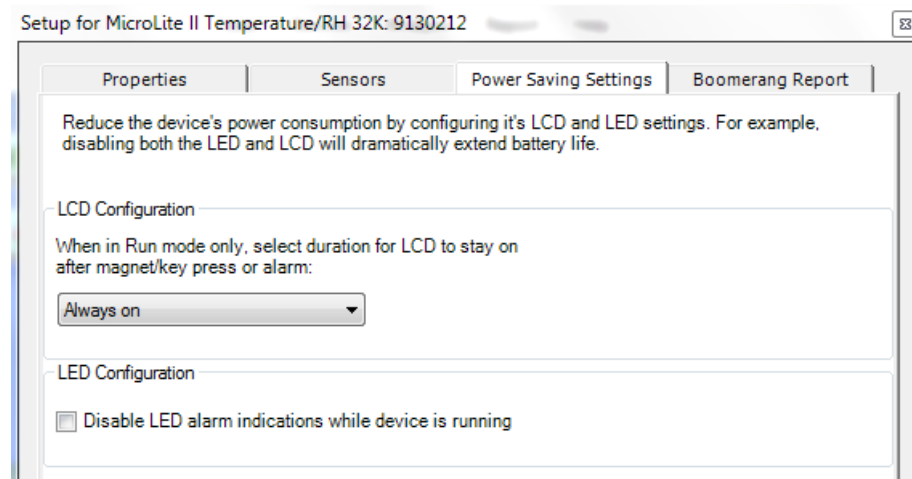 Setup for MicroLite II Temperature/RH 32K: 9130212
Properties
Sensors
Power Saving Settings
Boomerang Report
Reduce the device's power consumption by configuring it's LCD and LED settings. For example,
disabling both the LED and LCD will dramatically extend battery life.
LCD Configuration
When in Run mode only, select duration for LCD to stay on
after magnet/key press or alarm:
Always on
LED Configuration
Disable LED alarm indications while device is running